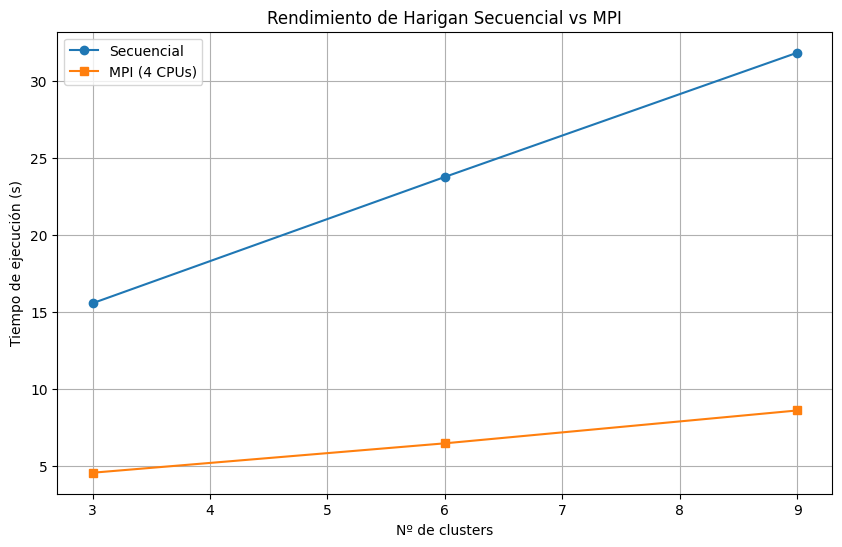 Rendimiento de Harigan Secuencial vs MPI
Secuencial
MPI (4 CPUs)
Tiempo de ejecución (s)
30
25
20
15
10
5
3 4 5 6 7 8 9
Nº de clusters